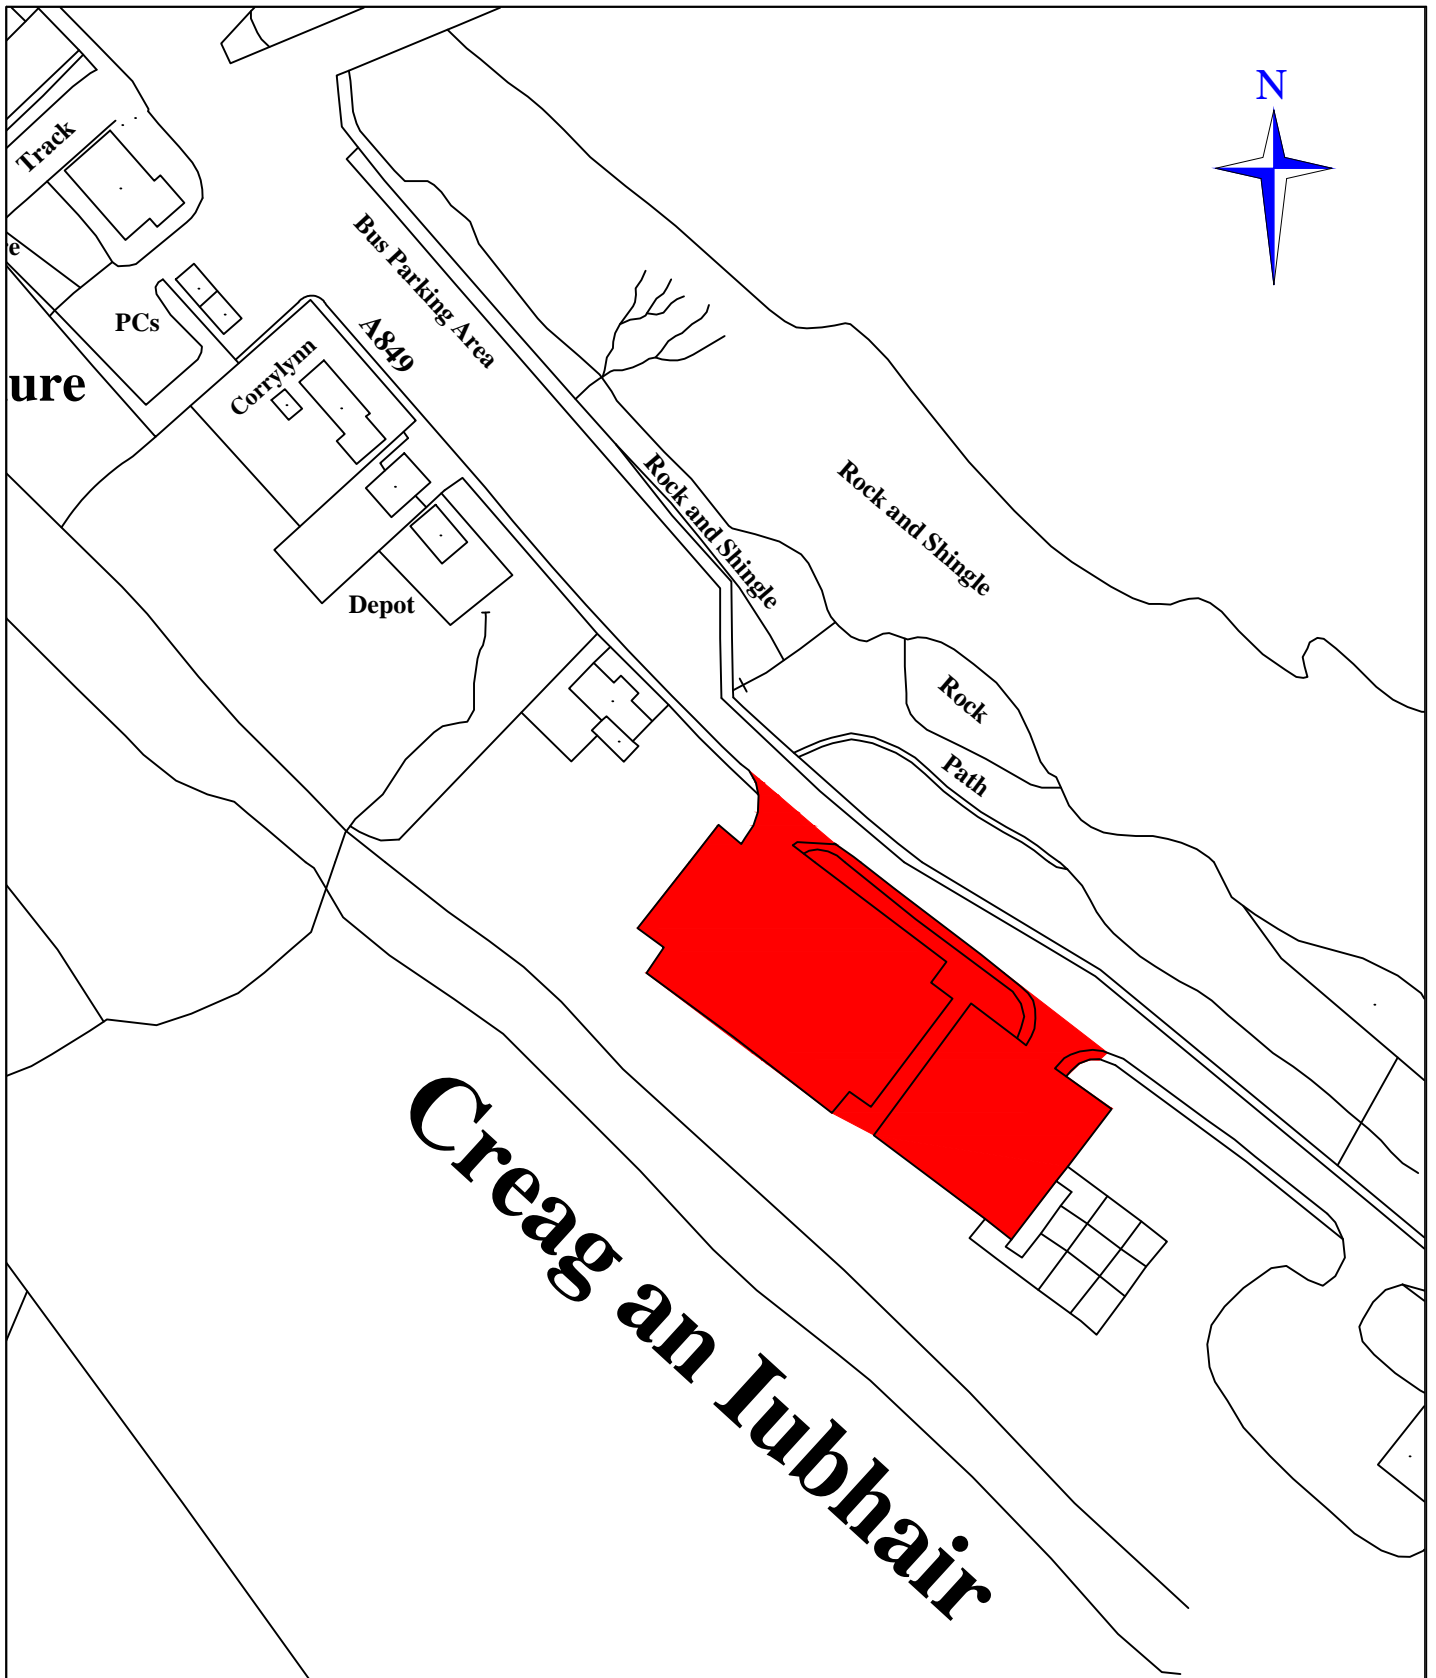 N
Track
Bus Parking Area
re
PCs
A849
ure
Corrylynn
Rock and Shingle
Rock and Shingle
Depot
Rock
Path
Creag an Iubhair